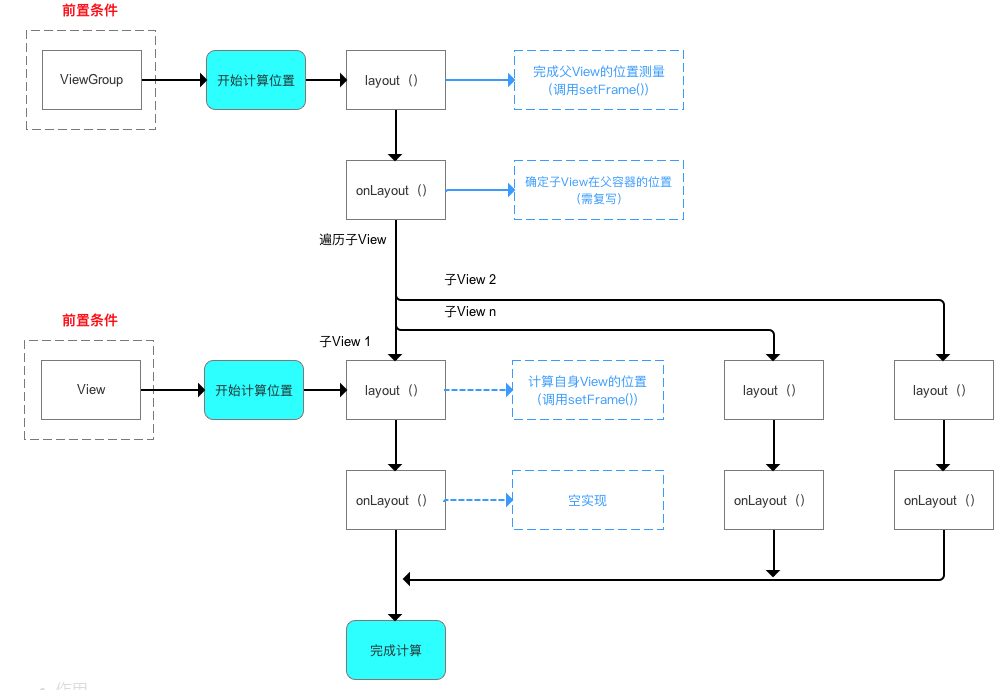 前置条件
ViewGroup
开始计算位置
layout（）
完成父View的位置测量
（调用setFrame()）
onLayout（）
确定子View在父容器的位置
（需复写）
遍历子View
子View 2
子View n
前置条件
子View 1
View
开始计算位置
layout（）
计算自身View的位置
（调用setFrame()）
layout（）
layout（）
onLayout（）
空实现
onLayout（）
onLayout（）
完成计算